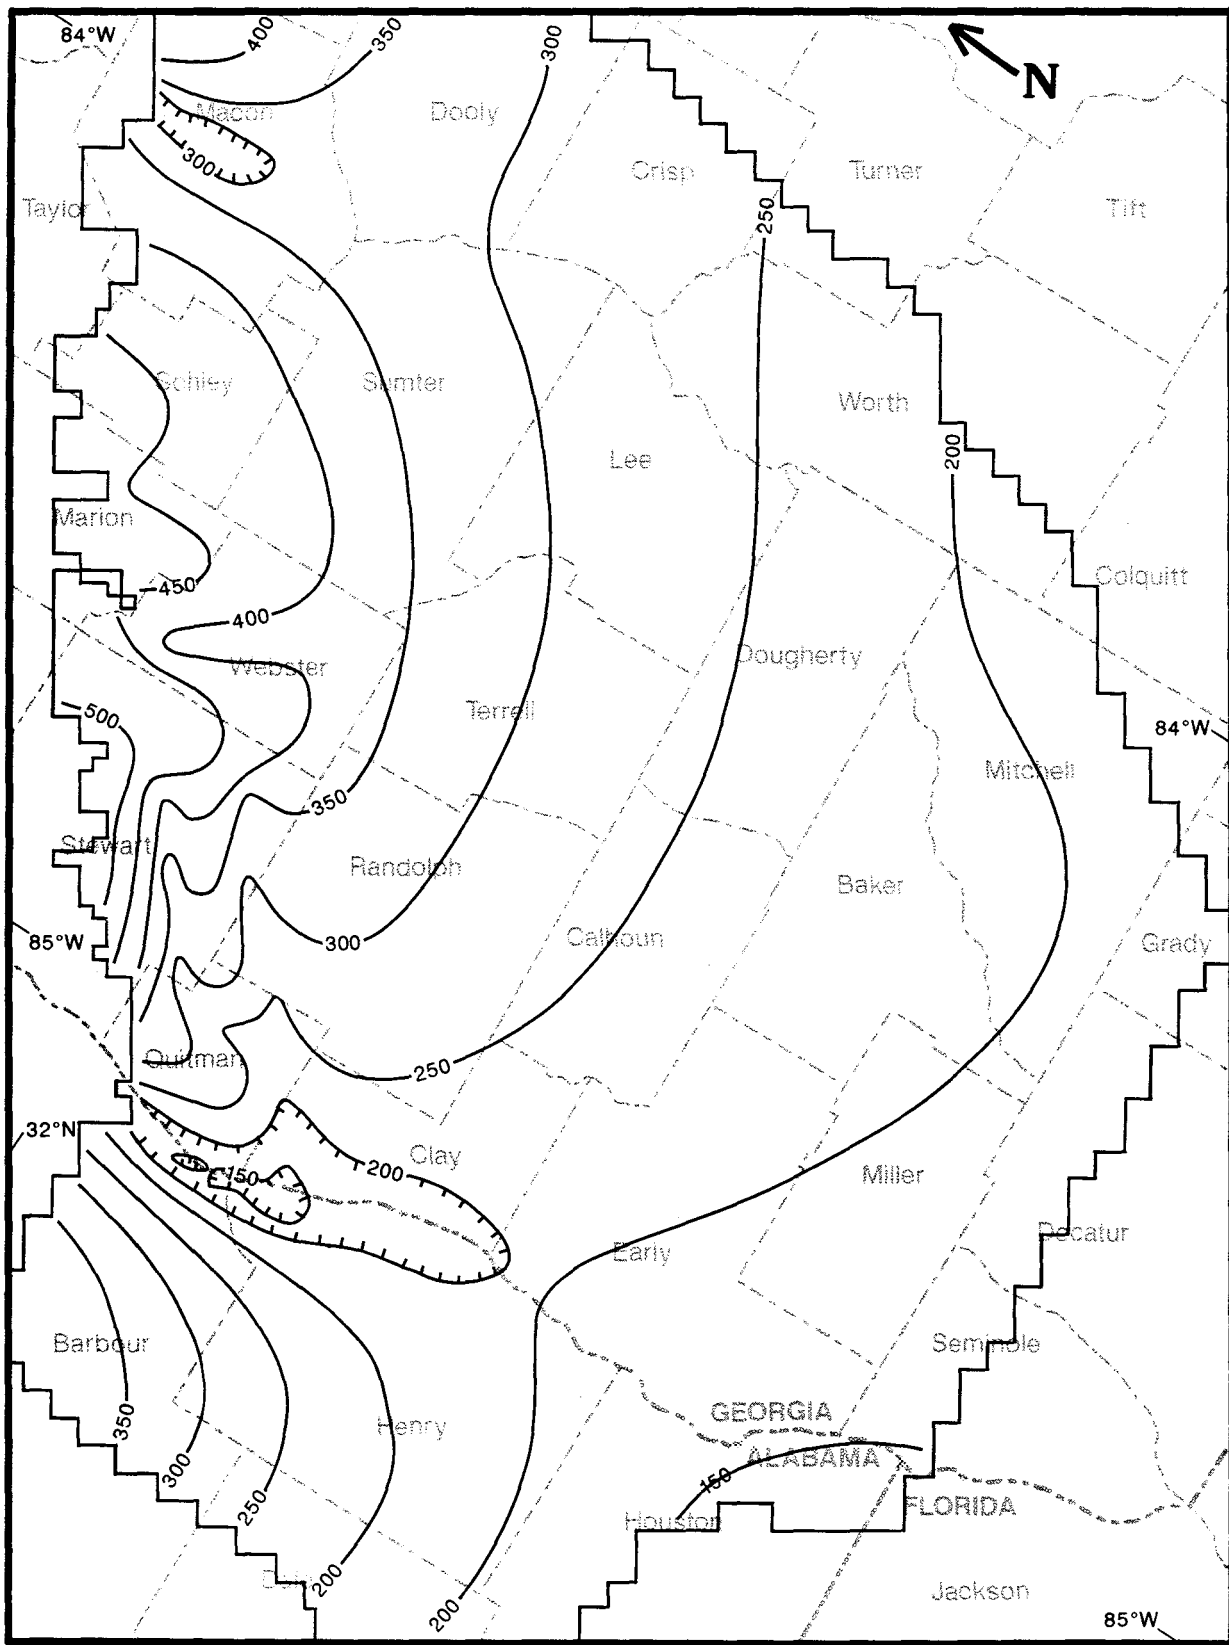 84°W
400
350
300
N
Macon
Dooly
300
Crisp
Turner
Taylor
250
Tift
Schley
Sumter
Worth
200
Lee
Marion
450
Colquitt
400
Webster
Dougherty
500
Terrell
84°W
Mitchell
350
Stewart
Randolph
Baker
85°W
300
Calhoun
Grady
Quitman
250
32°N
Clay
200
150
Miller
Decatur
Early
Barbour
Seminole
350
Henry
GEORGIA
ALABAMA
300
150
250
FLORIDA
Houston
200
Jackson
200
85°W